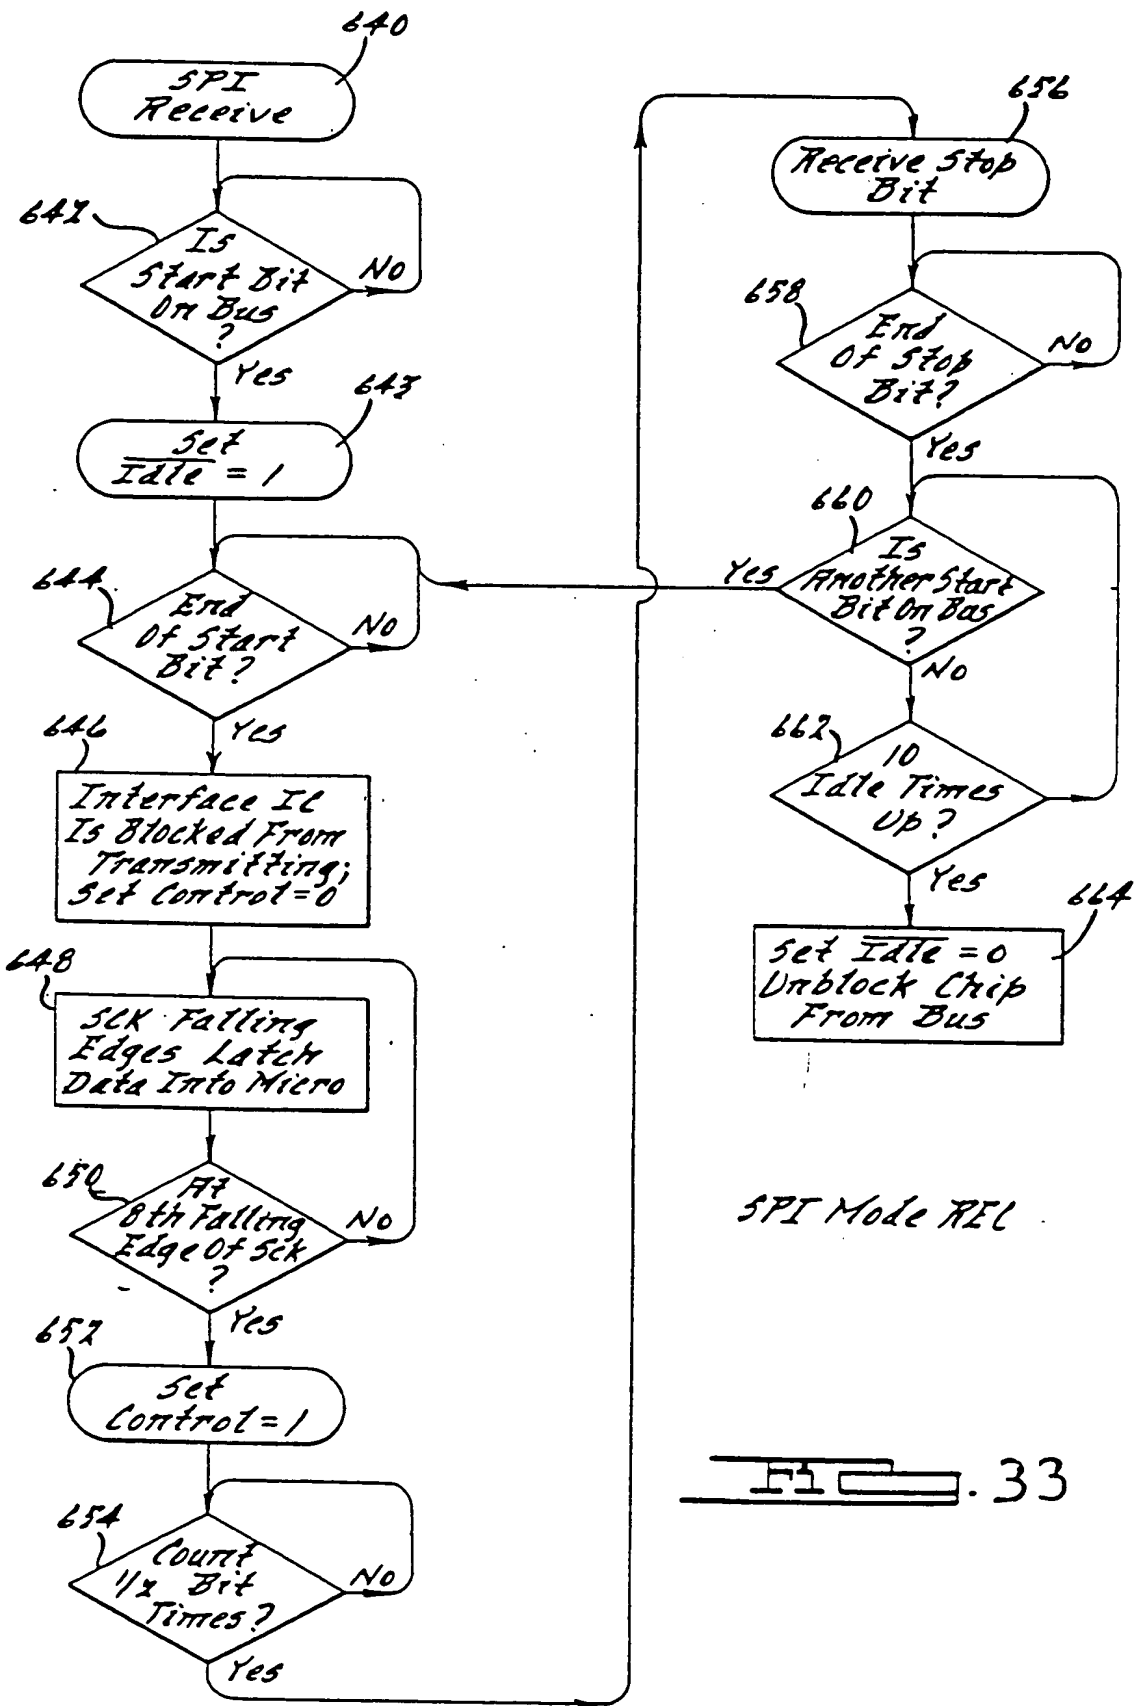 640
SPI
Receive
642
Is
Start Bit
On Bus
?
No
Yes
643
Set
Idle = 1
644
End
Of Start
Bit?
No
Yes
646
Interface IC
Is Blocked From
Transmitting;
Set Control=0
648
SCK Falling
Edges Latch
Data Into Micro
650
At
8th Falling
Edge Of Sck
?
No
Yes
652
Set
Control = 1
654
Count
1/2 Bit
Times?
No
Yes
656
Receive Stop
Bit
658
End
Of Stop
Bit?
No
Yes
660
Is
Another Start
Bit On Bus
?
Yes
No
662
10
Idle Times
Up?
Yes
664
Set Idle = 0
Unblock Chip
From Bus
SPI Mode REC
FIG. 33